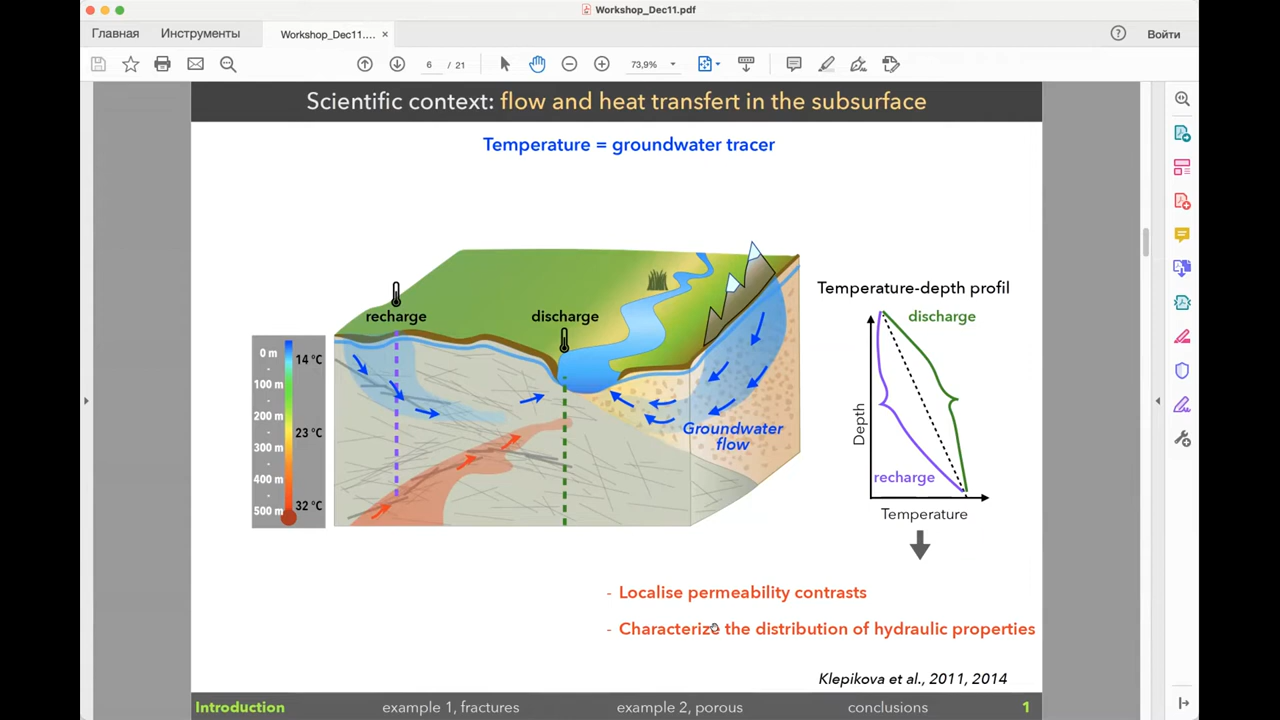 Workshop_Dec11.pdf
Главная
Инструменты
Workshop_Dec11.... ×
Войти
6 / 21
73,9%
Scientific context: flow and heat transfert in the subsurface
Temperature = groundwater tracer
recharge
discharge
0 m
100 m
200 m
300 m
400 m
500 m
14 °C
23 °C
32 °C
Groundwater
flow
Temperature-depth profil
discharge
Depth
recharge
Temperature
- Localise permeability contrasts
- Characterize the distribution of hydraulic properties
Klepikova et al., 2011, 2014
Introduction
example 1, fractures
example 2, porous
conclusions
1